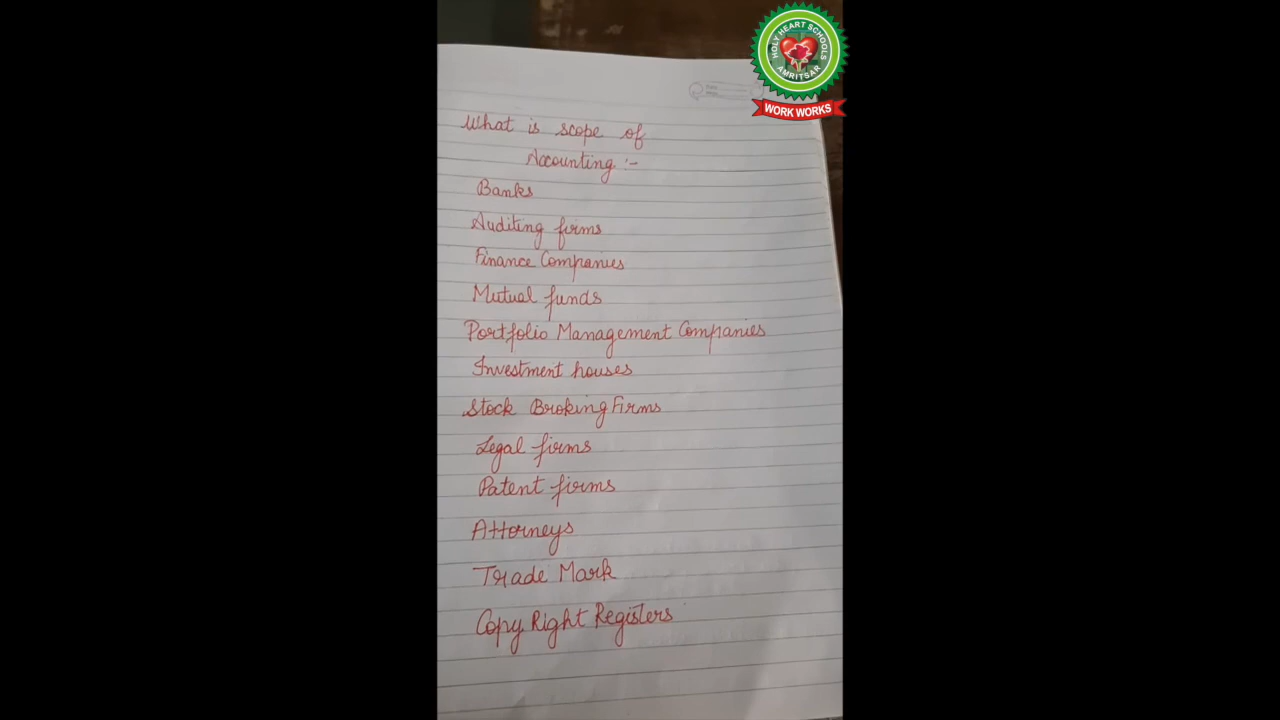 HOLY HEART SCHOOLS
AMRITSAR
WORK WORKS
What is scope of
Accounting :-
Banks
Auditing firms
Finance Companies
Mutual funds
Portfolio Management Companies
Investment houses
Stock Broking Firms
Legal firms
Patent firms
Attorneys
Trade Mark
Copy Right Registers